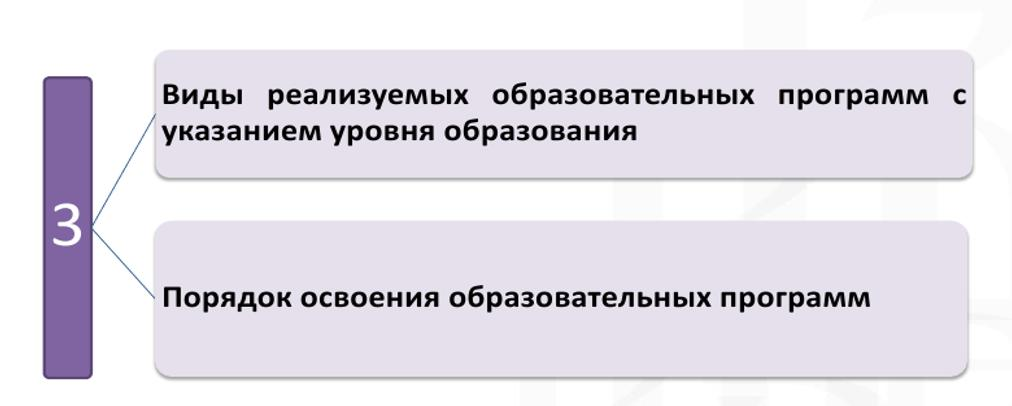 Виды реализуемых образовательных программ с
указанием уровня образования
3
Порядок освоения образовательных программ